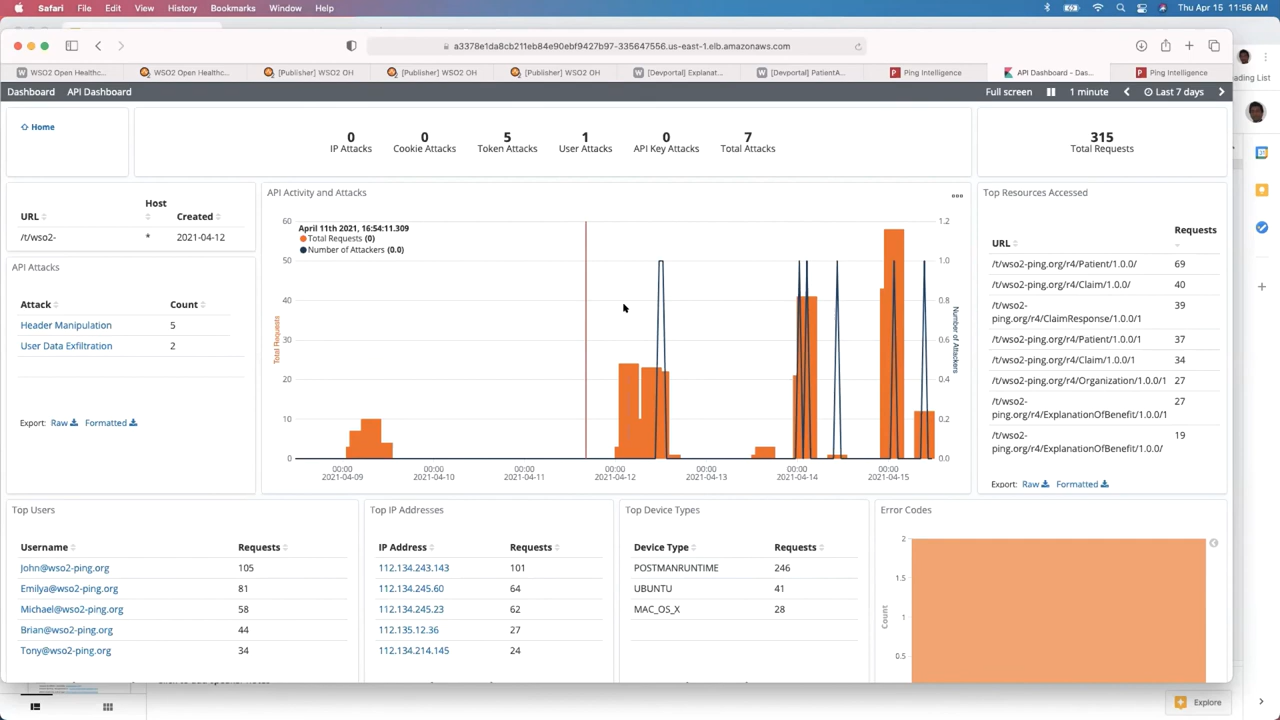 Safari File Edit View History Bookmarks Window Help
Thu Apr 15 11:56 AM
a3378e1da8cb211eb84e90ebf9427b97-335647556.us-east-1.elb.amazonaws.com
WSO2 Open Healthc...
WSO2 Open Healthc...
[Publisher] WSO2 OH
[Publisher] WSO2 OH
[Publisher] WSO2 OH
[Devportal] Explanat...
[Devportal] PatientA...
Ping Intelligence
API Dashboard - Das...
Ping Intelligence
ading List
Dashboard API Dashboard
Full screen 1 minute Last 7 days
Home
0 0 5 1 0 7
IP Attacks Cookie Attacks Token Attacks User Attacks API Key Attacks Total Attacks
315
Total Requests
URL Host Created
/t/wso2- * 2021-04-12
API Attacks
Attack Count
Header Manipulation 5
User Data Exfiltration 2
Export: Raw Formatted
API Activity and Attacks
April 11th 2021, 16:54:11.309
Total Requests (0)
Number of Attackers (0.0)
60
50
40
30
20
10
0
Total Requests
1.2
1.0
0.8
0.6
0.4
0.2
0.0
Number of Attackers
00:00 00:00 00:00 00:00 00:00 00:00 00:00
2021-04-09 2021-04-10 2021-04-11 2021-04-12 2021-04-13 2021-04-14 2021-04-15
Top Resources Accessed
URL Requests
/t/wso2-ping.org/r4/Patient/1.0.0/ 69
/t/wso2-ping.org/r4/Claim/1.0.0/ 40
/t/wso2- 39
ping.org/r4/ClaimResponse/1.0.0/1
/t/wso2-ping.org/r4/Patient/1.0.0/1 37
/t/wso2-ping.org/r4/Claim/1.0.0/1 34
/t/wso2-ping.org/r4/Organization/1.0.0/1 27
/t/wso2- 27
ping.org/r4/ExplanationOfBenefit/1.0.0/1
/t/wso2- 19
ping.org/r4/ExplanationOfBenefit/1.0.0/
Export: Raw Formatted
Top Users
Username Requests
John@wso2-ping.org 105
Emilya@wso2-ping.org 81
Michael@wso2-ping.org 58
Brian@wso2-ping.org 44
Tony@wso2-ping.org 34
Top IP Addresses
IP Address Requests
112.134.243.143 101
112.134.245.60 64
112.134.245.23 62
112.135.12.36 27
112.134.214.145 24
Top Device Types
Device Type Requests
POSTMANRUNTIME 246
UBUNTU 41
MAC_OS_X 28
Error Codes
2
1.5
1
0.5
Count
Explore